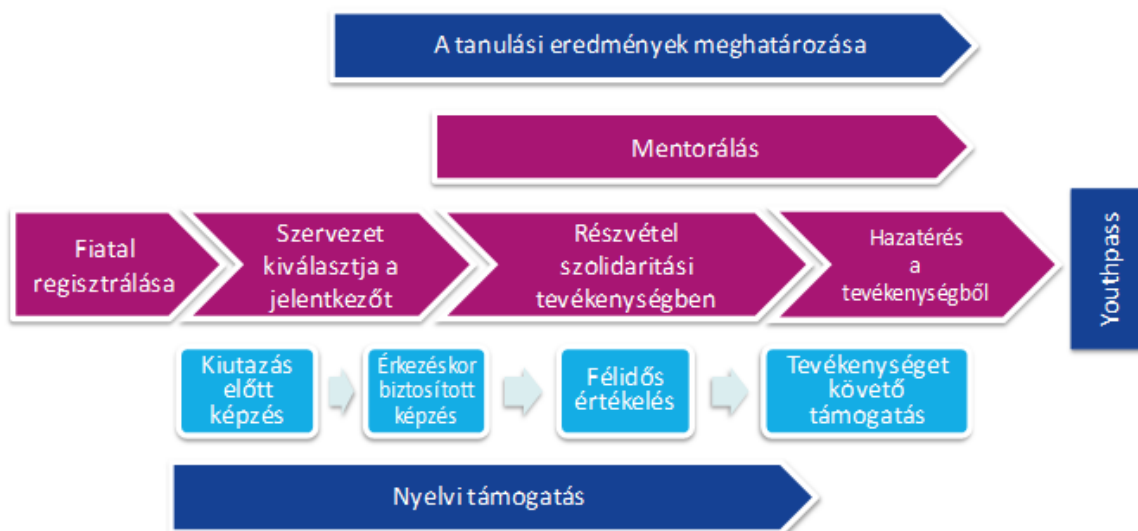 A tanulási eredmények meghatározása
Mentorálás
Fiatal
regisztrálása
Szervezet
kiválasztja a
jelentkezőt
Részvétel
szolidaritási
tevékenységben
Hazatérés
a
tevékenységből
Youthpass
Kiutazás
előtt
képzés
Érkezéskor
biztosított
képzés
Félidős
értékelés
Tevékenységet
követő
támogatás
Nyelvi támogatás